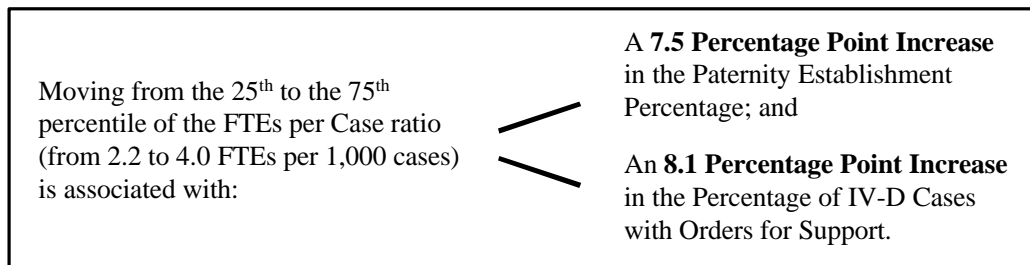 Moving from the 25th to the 75th
percentile of the FTEs per Case ratio
(from 2.2 to 4.0 FTEs per 1,000 cases)
is associated with:
A 7.5 Percentage Point Increase
in the Paternity Establishment
Percentage; and
An 8.1 Percentage Point Increase
in the Percentage of IV-D Cases
with Orders for Support.